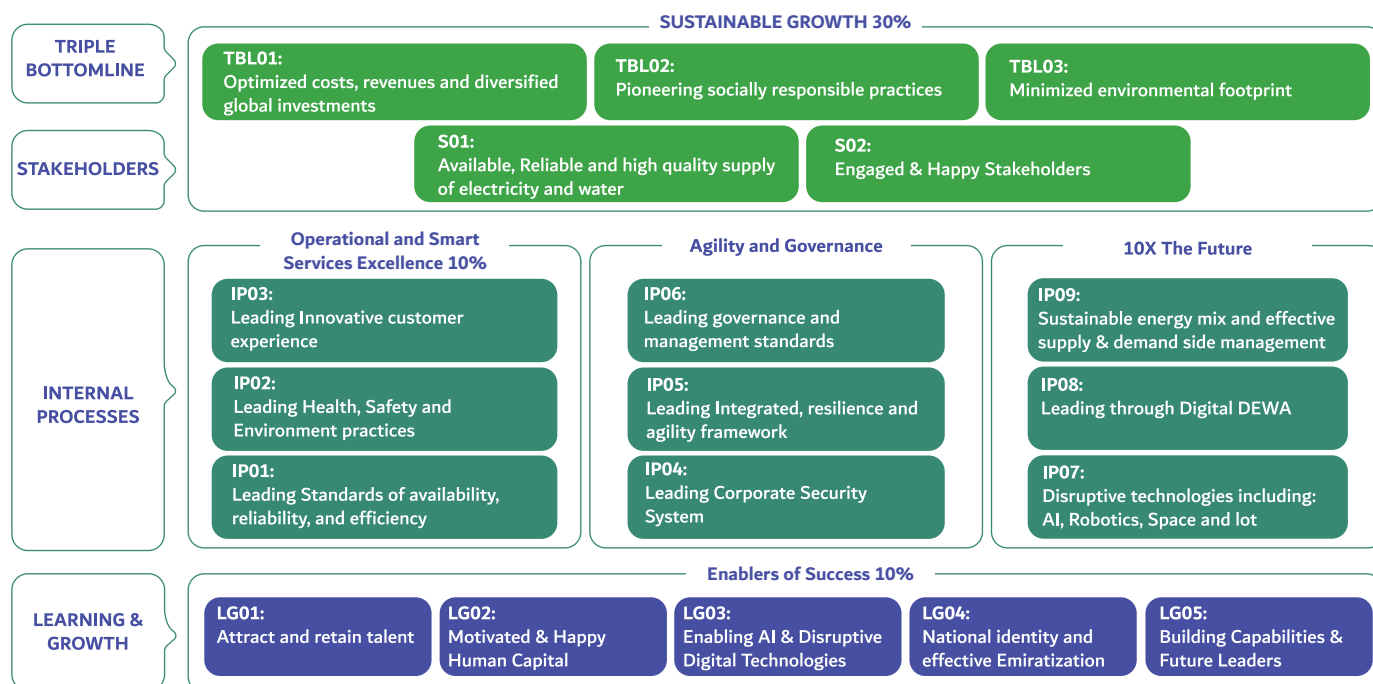 SUSTAINABLE GROWTH 30%
TRIPLE
BOTTOMLINE
TBL01:
Optimized costs, revenues and diversified
global investments
TBL02:
Pioneering socially responsible practices
TBL03:
Minimized environmental footprint
STAKEHOLDERS
S01:
Available, Reliable and high quality supply
of electricity and water
S02:
Engaged & Happy Stakeholders
INTERNAL
PROCESSES
Operational and Smart
Services Excellence 10%
IP03:
Leading Innovative customer
experience
IP02:
Leading Health, Safety and
Environment practices
IP01:
Leading Standards of availability,
reliability, and efficiency
Agility and Governance
IP06:
Leading governance and
management standards
IP05:
Leading Integrated, resilience and
agility framework
IP04:
Leading Corporate Security
System
10X The Future
IP09:
Sustainable energy mix and effective
supply & demand side management
IP08:
Leading through Digital DEWA
IP07:
Disruptive technologies including:
AI, Robotics, Space and lot
LEARNING &
GROWTH
Enablers of Success 10%
LG01:
Attract and retain talent
LG02:
Motivated & Happy
Human Capital
LG03:
Enabling AI & Disruptive
Digital Technologies
LG04:
National identity and
effective Emiratization
LG05:
Building Capabilities &
Future Leaders